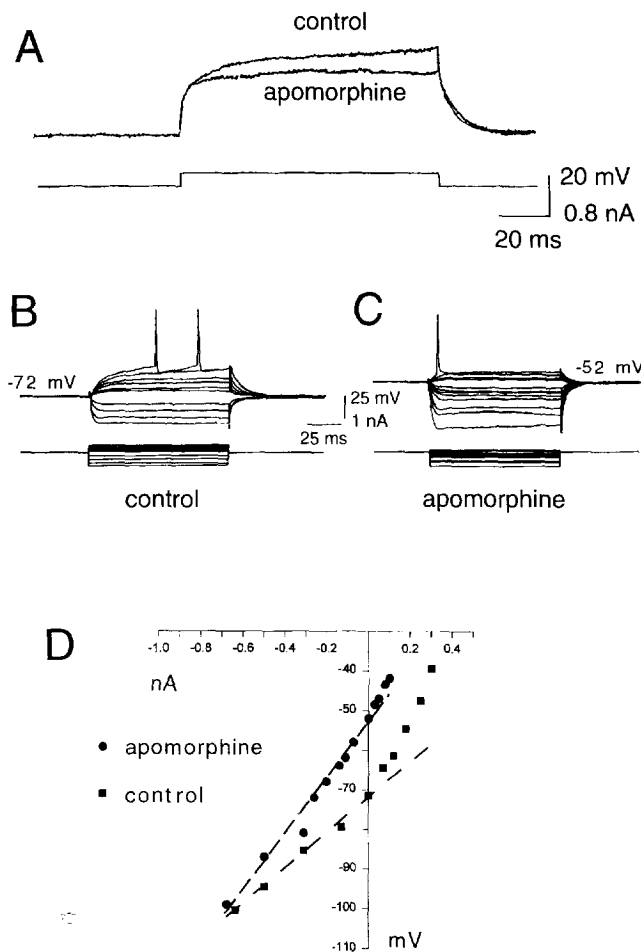 A
control
apomorphine
20 mV
0.8 nA
20 ms
B
C
-72 mV
-52 mV
25 mV
1 nA
25 ms
control
apomorphine
D
-1.0 -0.8 -0.6 -0.4 -0.2 0.2 0.4
nA
-40
-50
apomorphine
-60
control
-70
-80
-90
-100
-110
mV